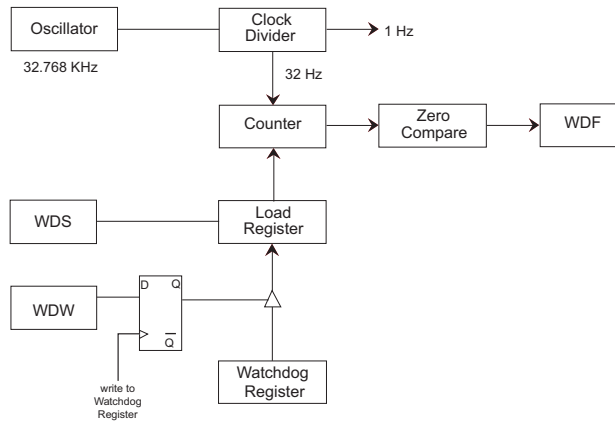 Oscillator
Clock
Divider
1 Hz
32.768 KHz
32 Hz
Counter
Zero
Compare
WDF
WDS
Load
Register
WDW
D
Q
Q
Watchdog
Register
write to
Watchdog
Register